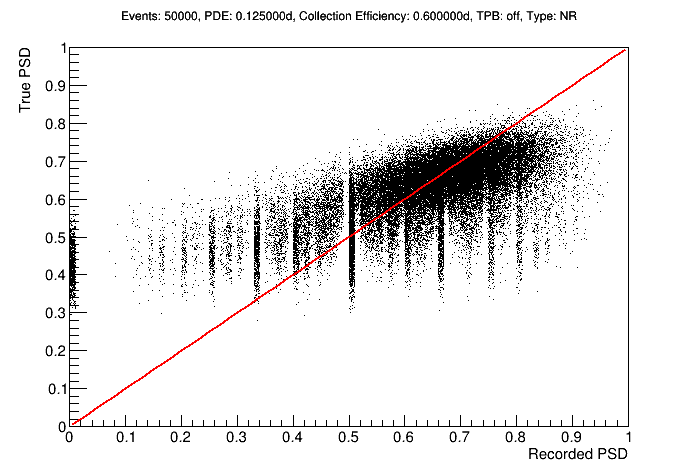 Events: 50000, PDE: 0.125000d, Collection Efficiency: 0.600000d, TPB: off, Type: NR
True PSD
1
0.9
0.8
0.7
0.6
0.5
0.4
0.3
0.2
0.1
0
0 0.1 0.2 0.3 0.4 0.5 0.6 0.7 0.8 0.9 1
Recorded PSD